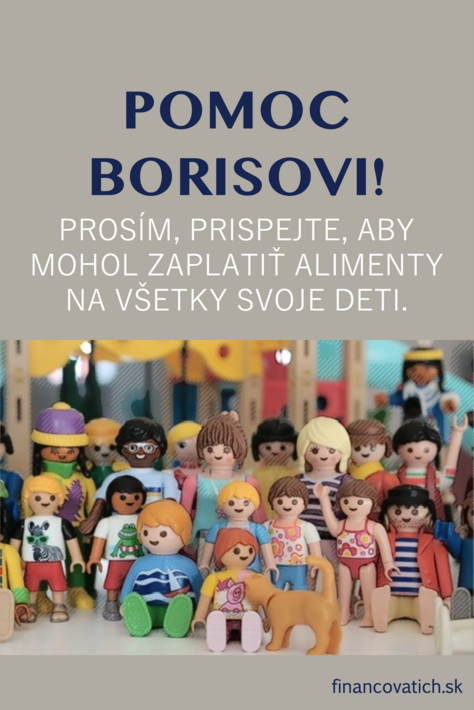 POMOC
BORISOVI!
PROSÍM, PRISPEJTE, ABY
MOHOL ZAPLATIŤ ALIMENTY
NA VŠETKY SVOJE DETI.
financovatich.sk